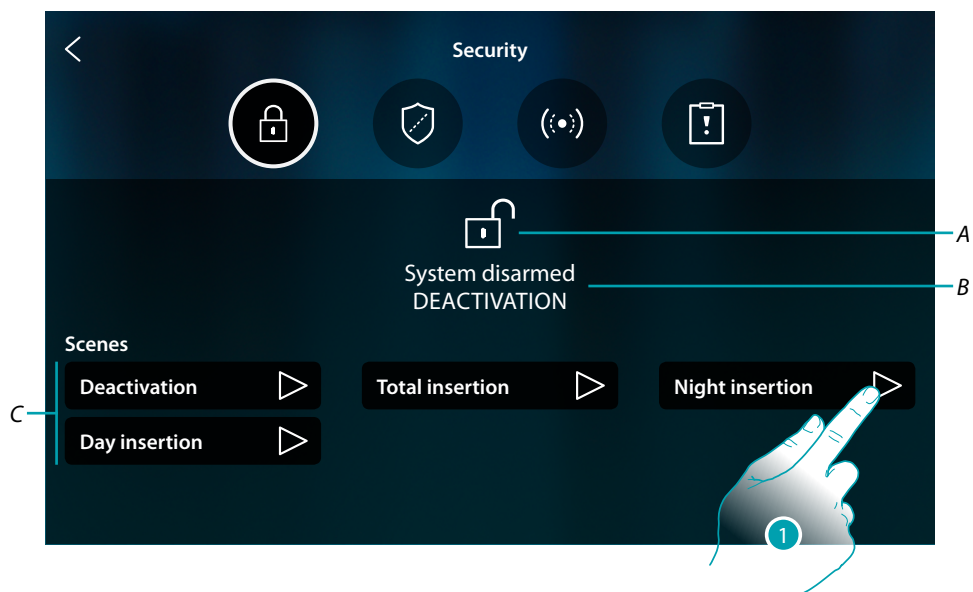 Security
A
System disarmed
B
DEACTIVATION
Scenes
Deactivation
Total insertion
Night insertion
C
Day insertion
1